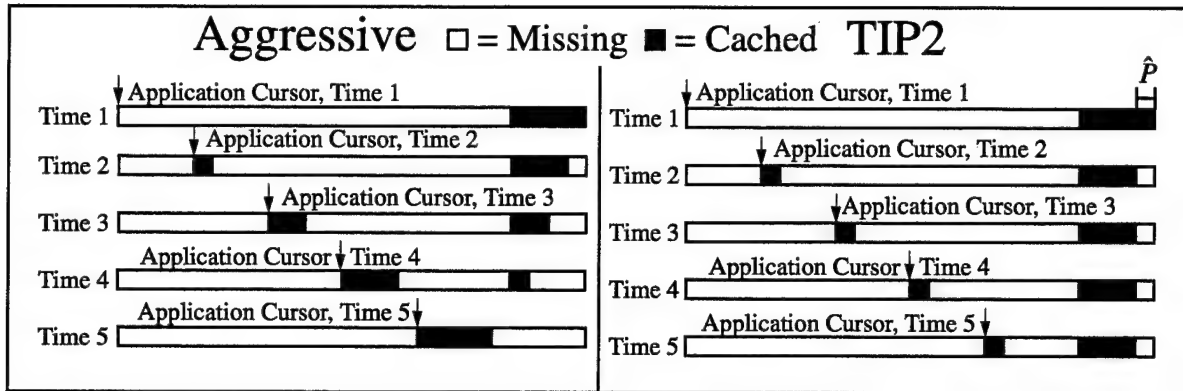 Aggressive □ = Missing ■ = Cached TIP2
Application Cursor, Time 1
Time 1
Application Cursor, Time 2
Time 2
Application Cursor, Time 3
Time 3
Application Cursor Time 4
Time 4
Application Cursor, Time 5
Time 5
P̂
Application Cursor, Time 1
Time 1
Application Cursor, Time 2
Time 2
Application Cursor, Time 3
Time 3
Application Cursor Time 4
Time 4
Application Cursor, Time 5
Time 5